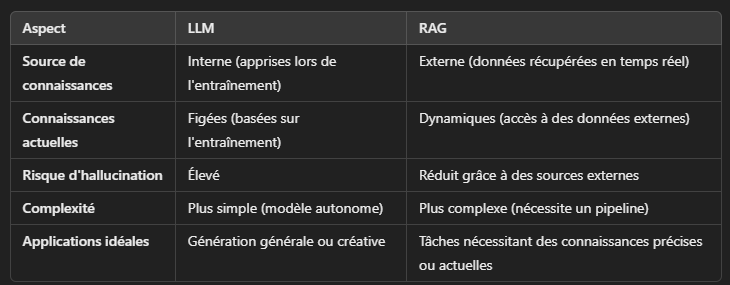 Aspect LLM RAG
Source de Interne (apprises lors de Externe (données récupérées en temps réel)
connaissances l'entraînement)
Connaissances Figées (basées sur Dynamiques (accès à des données externes)
actuelles l'entraînement)
Risque d'hallucination Élevé Réduit grâce à des sources externes
Complexité Plus simple (modèle autonome) Plus complexe (nécessite un pipeline)
Applications idéales Génération générale ou créative Tâches nécessitant des connaissances précises
ou actuelles